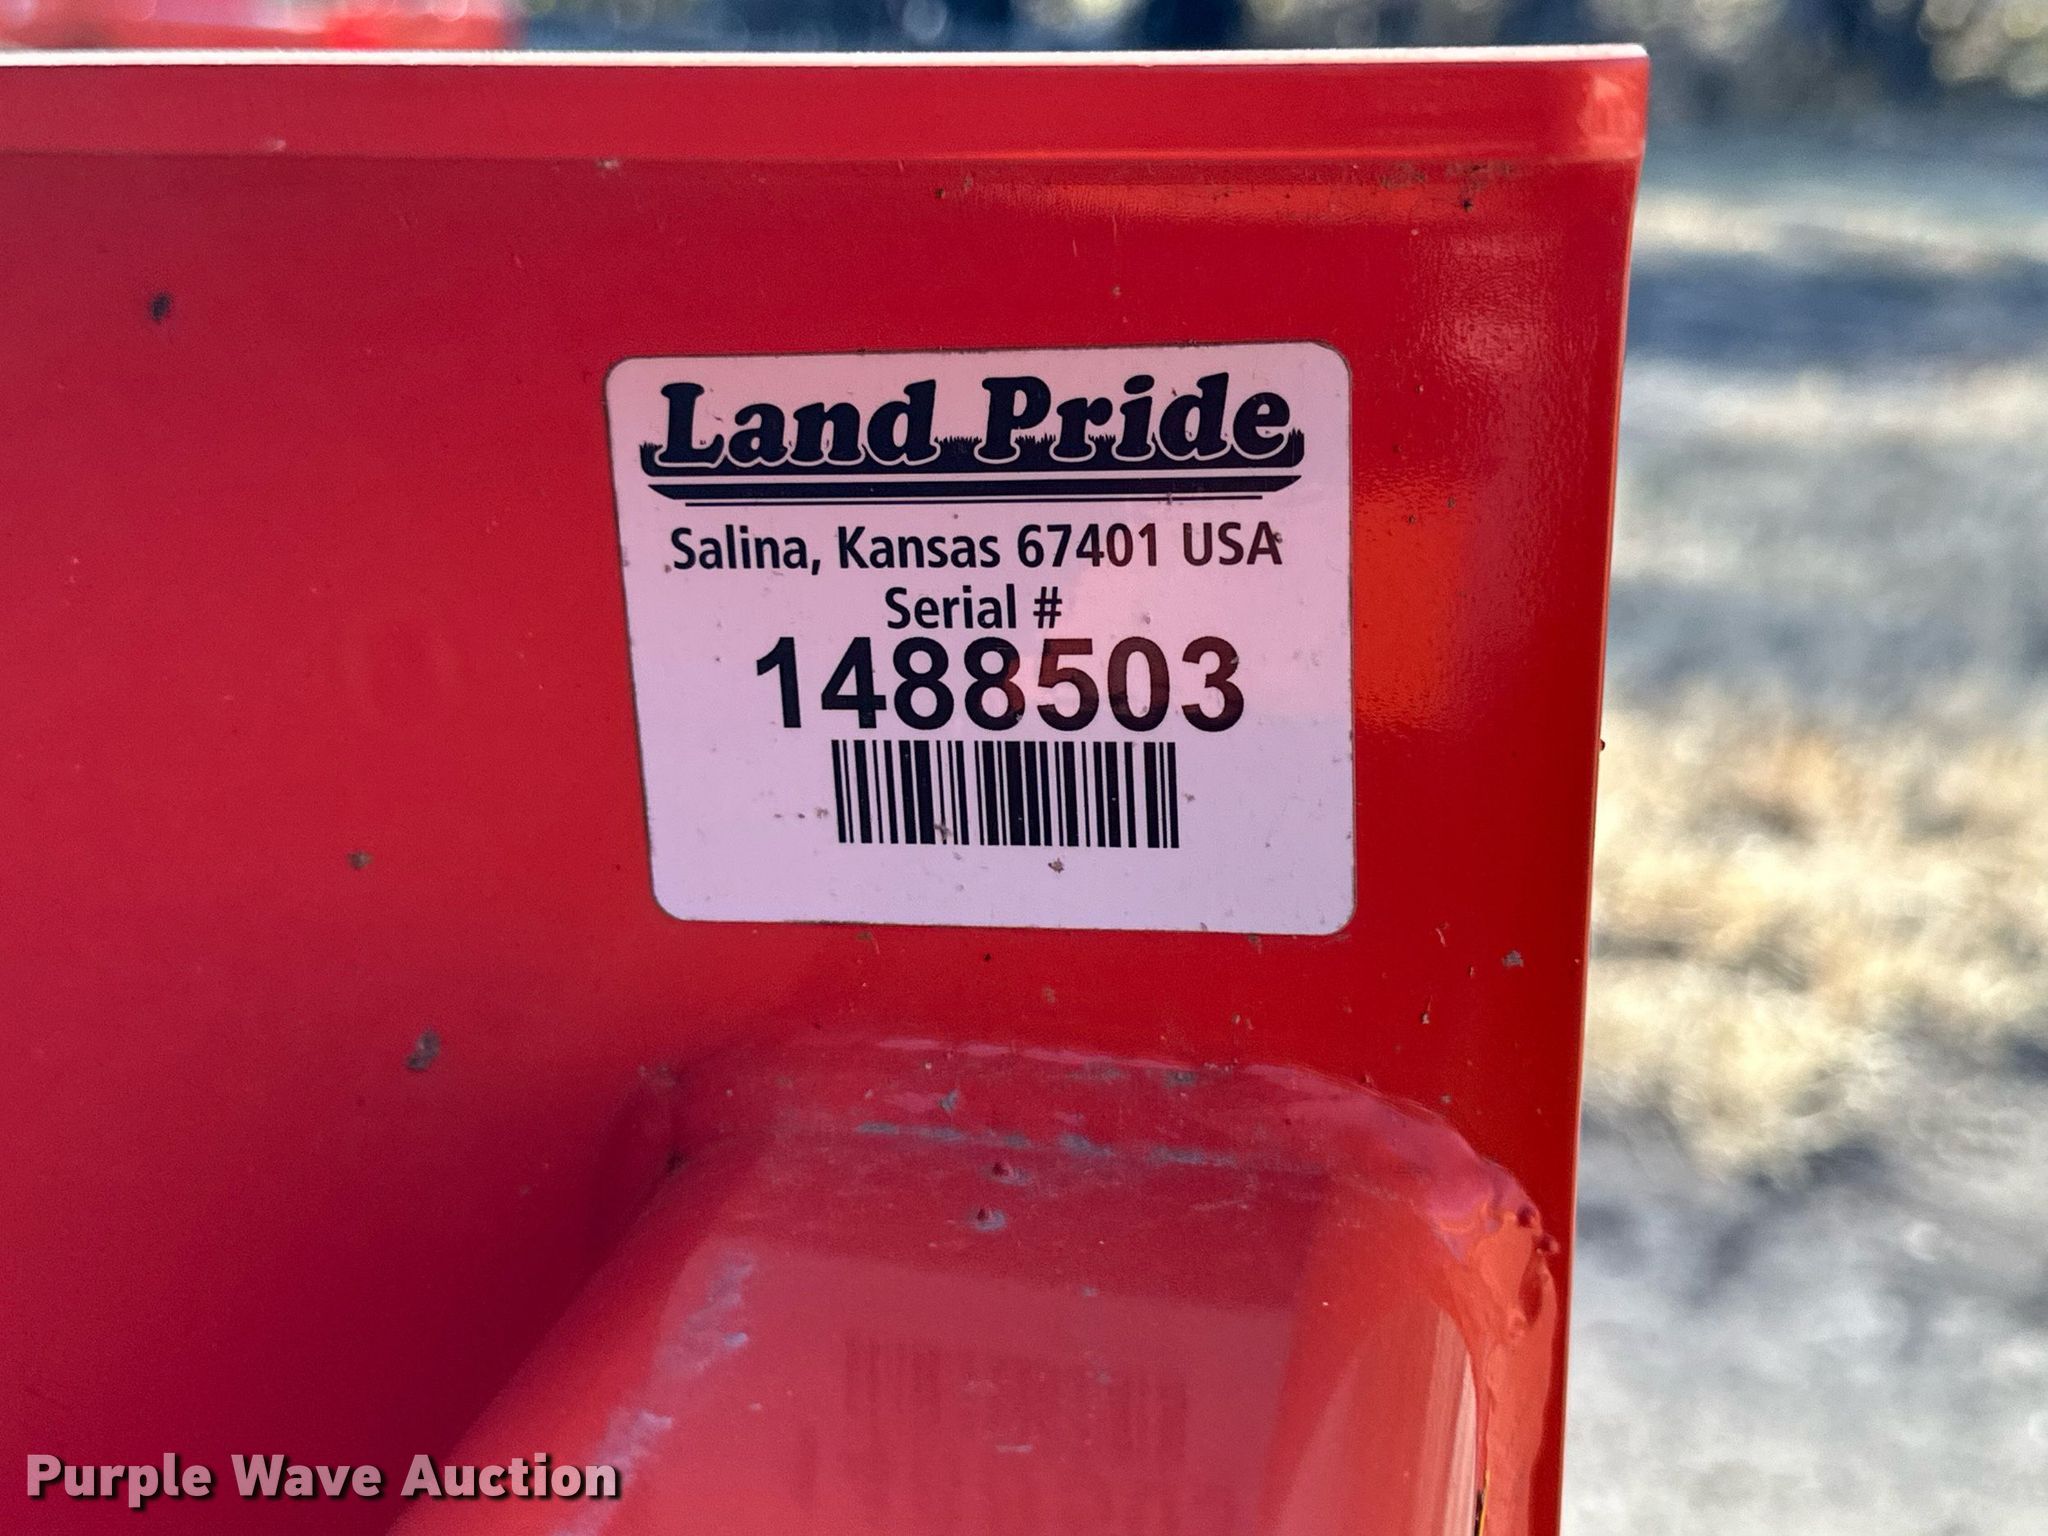 Land Pride
Salina, Kansas 67401 USA
Serial #
1488503
Purple Wave Auction